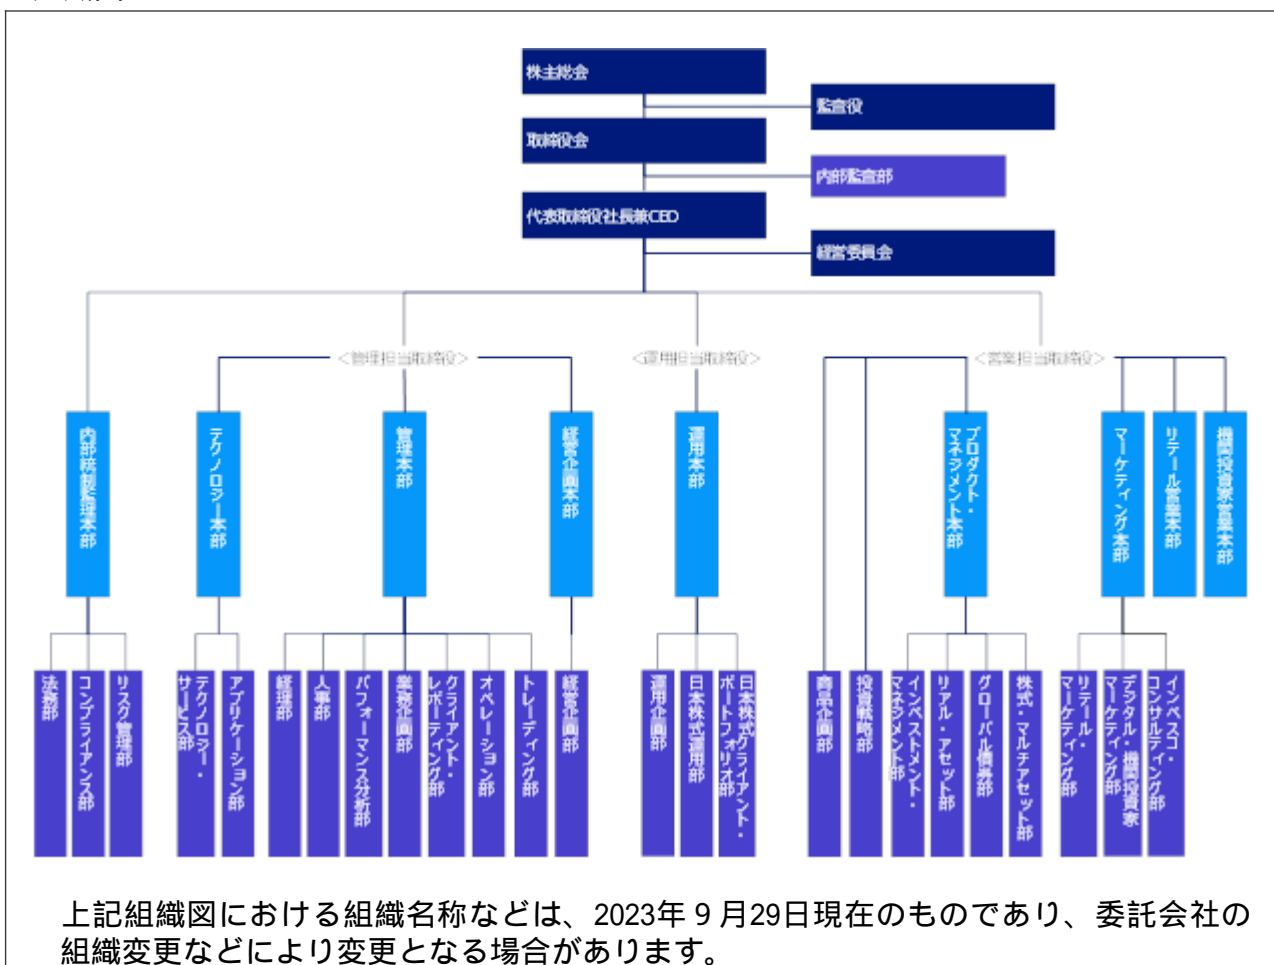 株主総会
監査役
取締役会
内部監査部
代表取締役社長兼CEO
経営委員会
<管理担当取締役>
<運用担当取締役>
<営業担当取締役>
内部統制監理本部
テクノロジー本部
管理本部
経営企画本部
運用本部
プロダクト・
マネジメント本部
マーケティング本部
リテール営業本部
機関投資家営業本部
法務部
コンプライアンス部
リスク管理部
テクノロジー・
サービス部
アプリケーション部
経理部
人事部
パフォーマンス分析部
業務企画部
クライアント・
レポーティング部
オペレーション部
トレーディング部
経営企画部
運用企画部
日本株式運用部
日本株式クライアント・
ポートフォリオ部
商品企画部
投資戦略部
インベストメント・
マネジメント部
リアル・アセット部
グローバル債券部
株式・マルチアセット部
リテール・
マーケティング部
デジタル・機関投資家
マーケティング部
インベスコ・
コンサルティング部
上記組織図における組織名称などは、2023年9月29日現在のものであり、委託会社の
組織変更などにより変更となる場合があります。